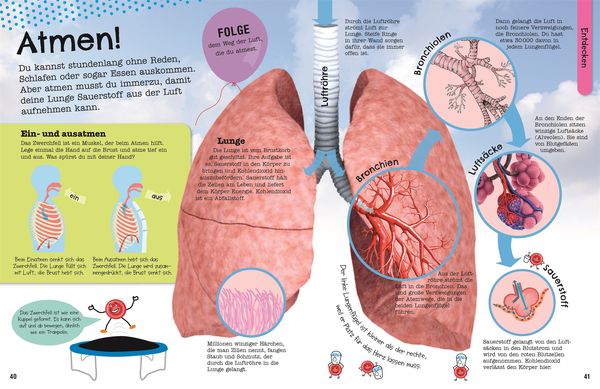 Atmen!
Du kannst stundenlang ohne Reden,
Schlafen oder sogar Essen auskommen.
Aber atmen musst du immerzu, damit
deine Lunge Sauerstoff aus der Luft
aufnehmen kann.
FOLGE
dem Weg der Luft,
die du atmest.
Ein- und ausatmen
Das Zwerchfell ist ein Muskel, der beim Atmen hilft.
Lege einmal die Hand auf die Brust und atme tief ein
und aus. Was spürst du mit deiner Hand?
ein
aus
Beim Einatmen senkt sich das
Zwerchfell. Die Lunge füllt sich
mit Luft, die Brust hebt sich.
Beim Ausatmen hebt sich das
Zwerchfell. Die Lunge wird zusam-
mengedrückt, die Brust senkt sich.
Das Zwerchfell ist wie eine
Kuppel geformt. Es kann sich
auf und ab bewegen, ähnlich
wie ein Trampolin.
40
Lunge
Die Lunge ist vom Brustkorb
gut geschützt. Ihre Aufgabe ist
es, Sauerstoff in den Körper zu
bringen und Kohlendioxid hin-
auszubefördern. Sauerstoff hält
die Zellen am Leben und liefert
dem Körper Energie. Kohlendioxid
ist ein Abfallstoff.
Millionen winziger Härchen,
die man Zilien nennt, fangen
Staub und Schmutz, der
durch die Luftröhre in die
Lunge gelangt.
Luftröhre
Durch die Luftröhre
strömt Luft zur
Lunge. Steife Ringe
in ihrer Wand sorgen
dafür, dass sie immer
offen ist.
Bronchien
Aus der Luft-
röhre strömt die
Luft in die Bronchien. Das
sind große Verzweigungen
der Atemwege, die in die
beiden Lungenflügel
führen.
Der linke Lungenflügel ist kleiner als der rechte,
weil er Platz für das Herz lassen muss.
Bronchiolen
Dann gelangt die Luft in
noch feinere Verzweigungen,
die Bronchiolen. Du hast
etwa 30000 davon in
jedem Lungenflügel.
Entdecken
Luftsäcke
An den Enden der
Bronchiolen sitzen
winzige Luftsäcke
(Alveolen). Sie sind
von Blutgefäßen
umgeben.
Sauerstoff
Sauerstoff gelangt von den Luft-
säcken in den Blutstrom und
wird von den roten Blutzellen
aufgenommen. Kohlendioxid
verlässt den Körper hier.
41